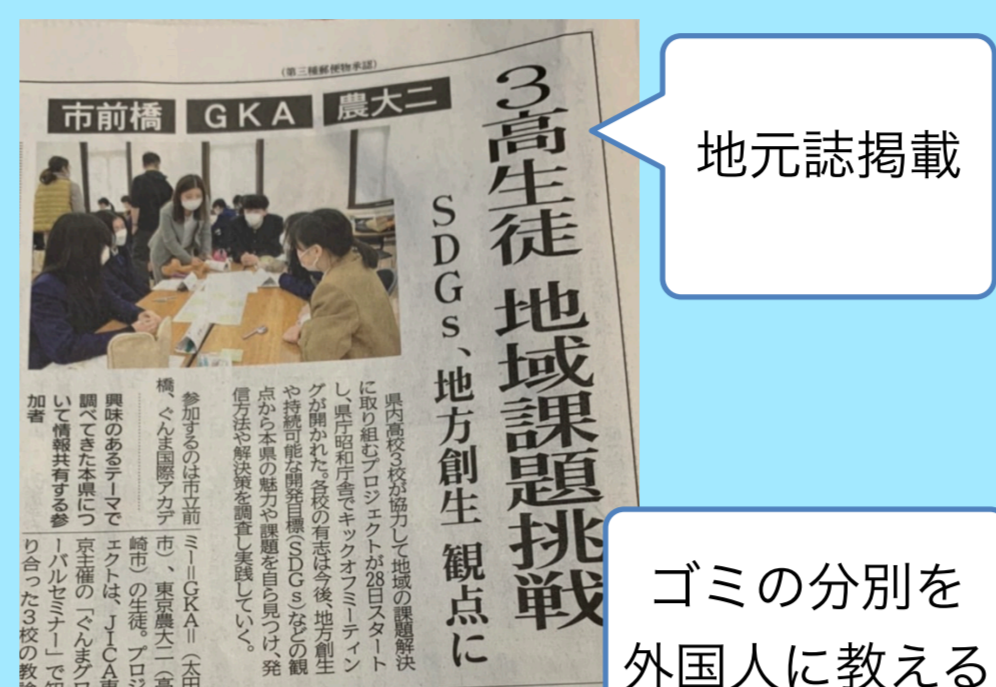 (第三種郵便物承認)
市前橋 GKA 農大二
3高生徒 地域課題挑戦
SDGs、地方創生 観点に
県内高校3校が協力して地域の課題解決
に取り組むプロジェクトが28日スタート
し、県庁昭和庁舎でキックオフミーティン
グが開かれた。各校の有志は今後、地方創生
や持続可能な開発目標(SDGs)などの観
点から本県の魅力や課題を自ら見つけ、発
信方法や解決策を調査し実践していく。
参加するのは市立前
橋、ぐんま国際アカデ
興味のあるテーマで
調べてきた本県につ
いて情報共有する参
加者
ミー=GKA=(太田
市)、東京農大二(高
崎市)の生徒。プロジ
ェクトは、JICA東
京主催の「ぐんまグロ
ーバルセミナー」で知
り合った3校の教
地元誌掲載
ゴミの分別を
外国人に教える